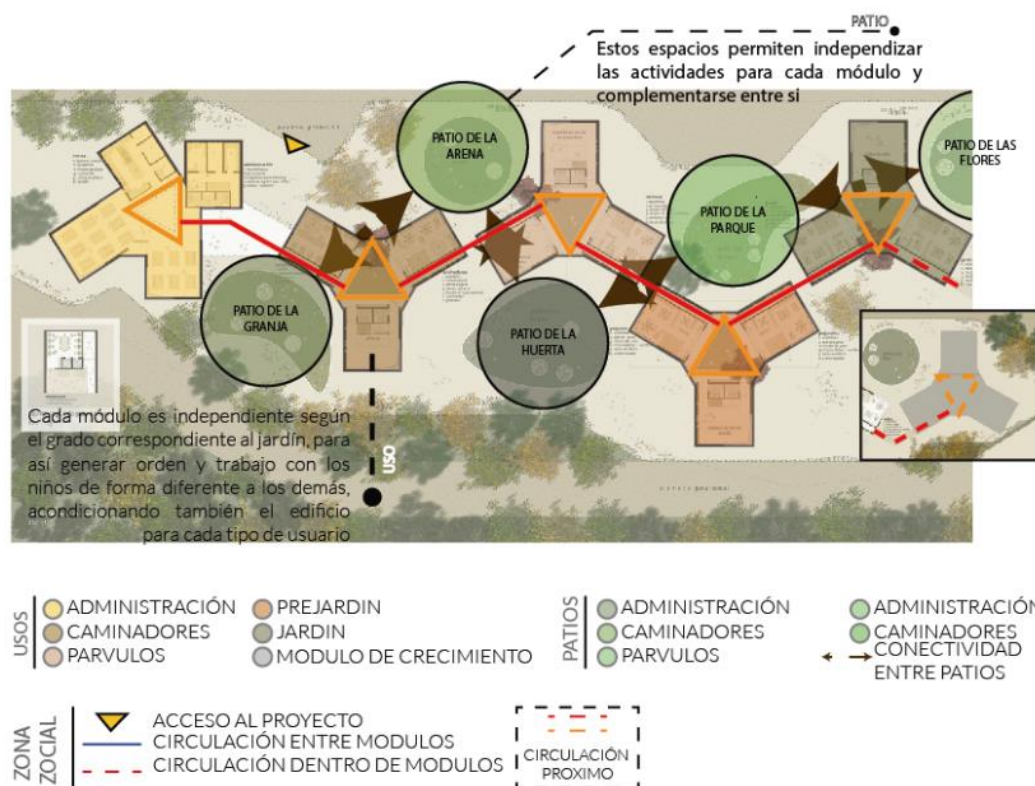 PATIO
Estos espacios permiten independizar
las actividades para cada módulo y
complementarse entre si
PATIO DE LA
ARENA
PATIO DE LAS
FLORES
PATIO DE LA
PARQUE
PATIO DE LA
GRANJA
PATIO DE LA
HUERTA
Cada módulo es independiente según
el grado correspondiente al jardín, para
así generar orden y trabajo con los
niños de forma diferente a los demás,
acondicionando también el edificio
para cada tipo de usuario
USO
USOS
ADMINISTRACIÓN
CAMINADORES
PARVULOS
PREJARDIN
JARDIN
MODULO DE CRECIMIENTO
PATIOS
ADMINISTRACIÓN
CAMINADORES
PARVULOS
ADMINISTRACIÓN
CAMINADORES
CONECTIVIDAD
ENTRE PATIOS
ZONA
ZOCIAL
ACCESO AL PROYECTO
CIRCULACIÓN ENTRE MODULOS
CIRCULACIÓN DENTRO DE MODULOS
CIRCULACIÓN
PROXIMO